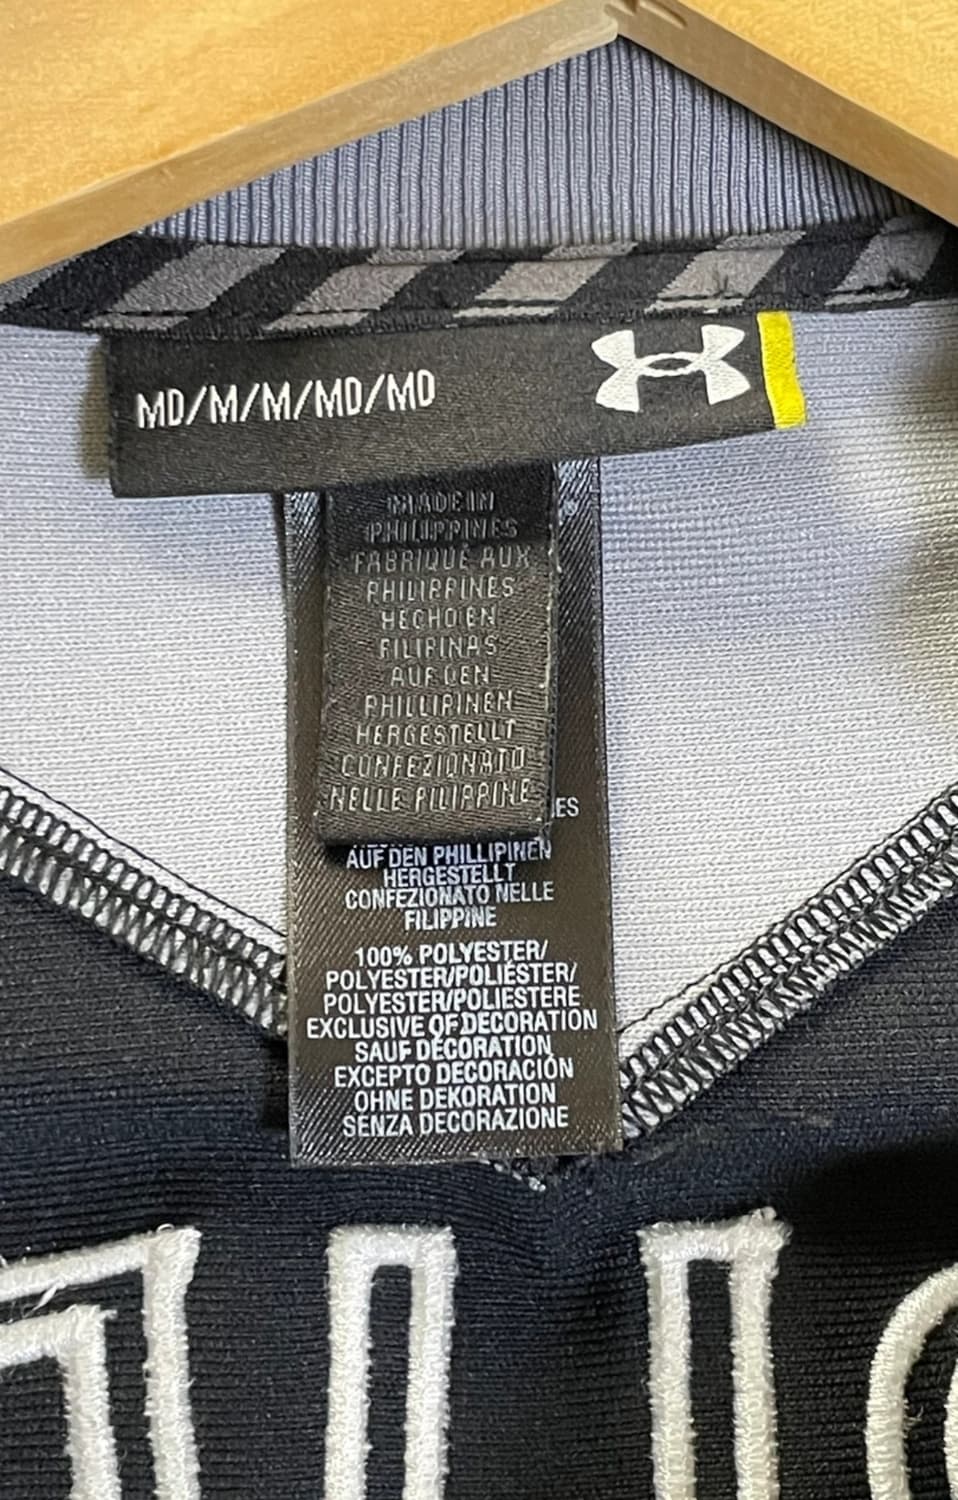 MD/M/M/MD/MD
MADE IN
PHILIPPINES
FABRIQUÉ AUX
PHILIPPINES
HECHO EN
FILIPINAS
AUF DEN
PHILLIPINEN
HERGESTELLT
CONFEZIONATO
NELLE FILIPPINE
ES
AUF DEN PHILLIPINEN
HERGESTELLT
CONFEZIONATO NELLE
FILIPPINE
100% POLYESTER/
POLYESTER/POLIÉSTER/
POLYESTER/POLIESTERE
EXCLUSIVE OF DECORATION
SAUF DÉCORATION
EXCEPTO DECORACIÓN
OHNE DEKORATION
SENZA DECORAZIONE